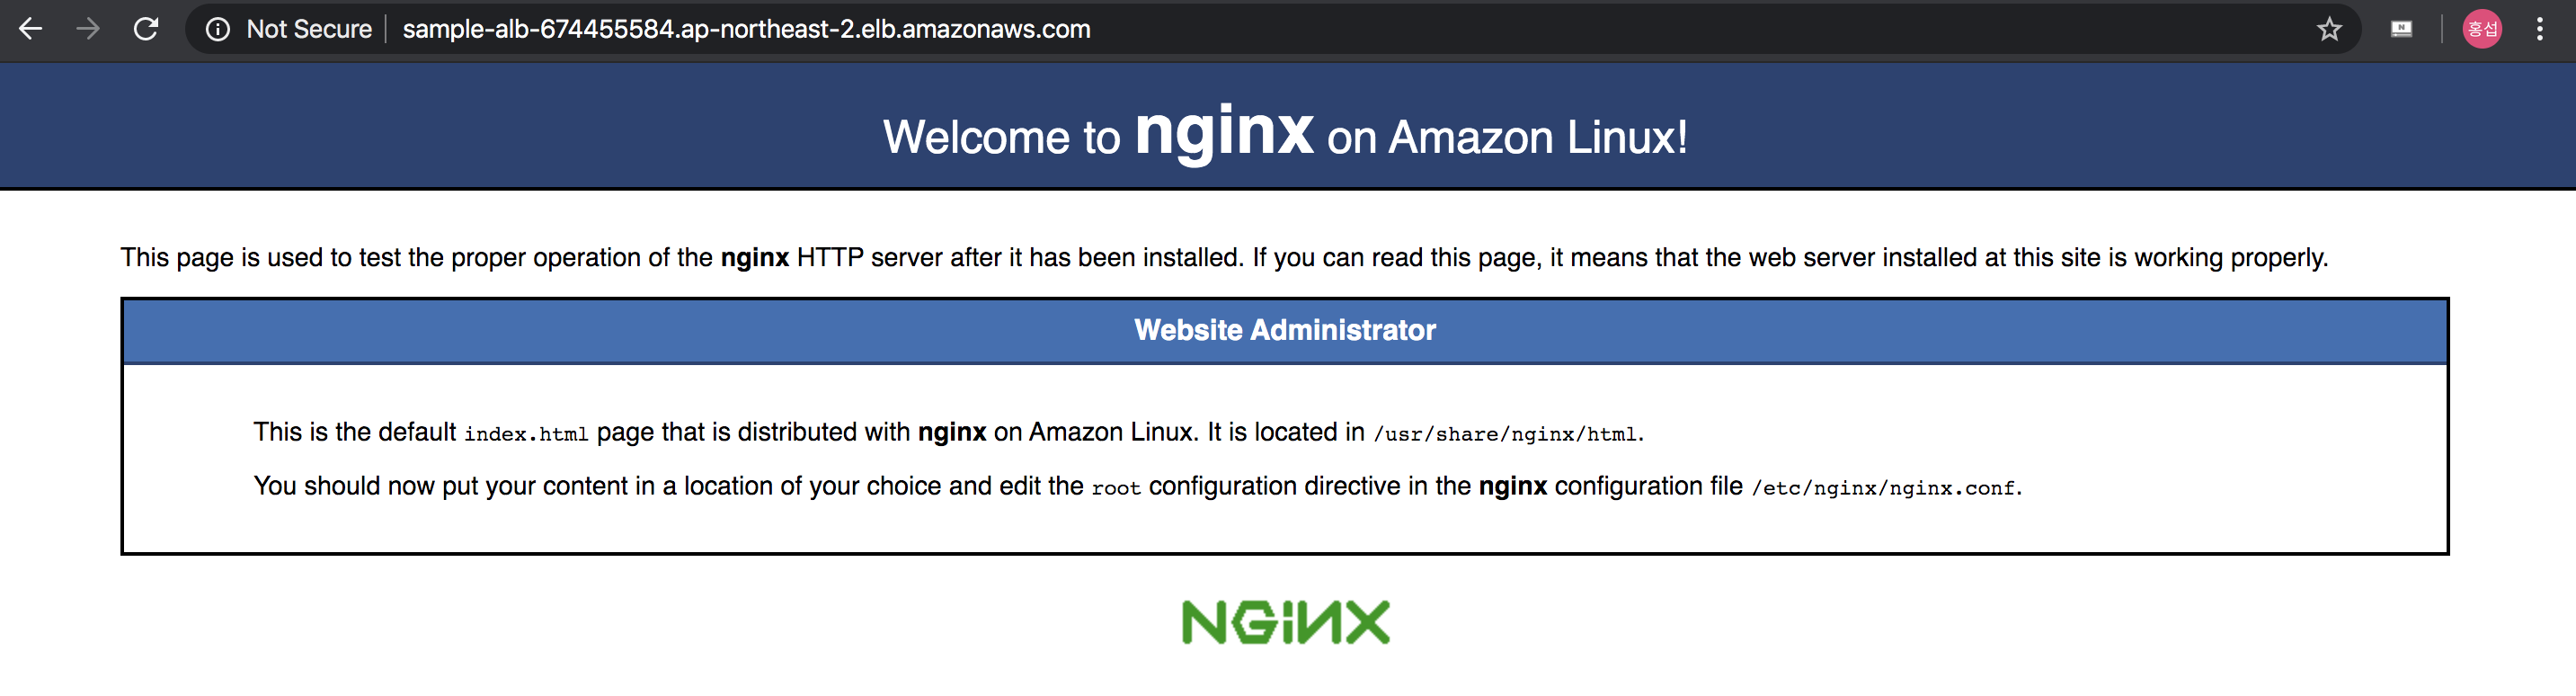 Not Secure sample-alb-674455584.ap-northeast-2.elb.amazonaws.com N 홍섭
Welcome to nginx on Amazon Linux!
This page is used to test the proper operation of the nginx HTTP server after it has been installed. If you can read this page, it means that the web server installed at this site is working properly.
Website Administrator
This is the default index.html page that is distributed with nginx on Amazon Linux. It is located in /usr/share/nginx/html.
You should now put your content in a location of your choice and edit the root configuration directive in the nginx configuration file /etc/nginx/nginx.conf.
NGINX